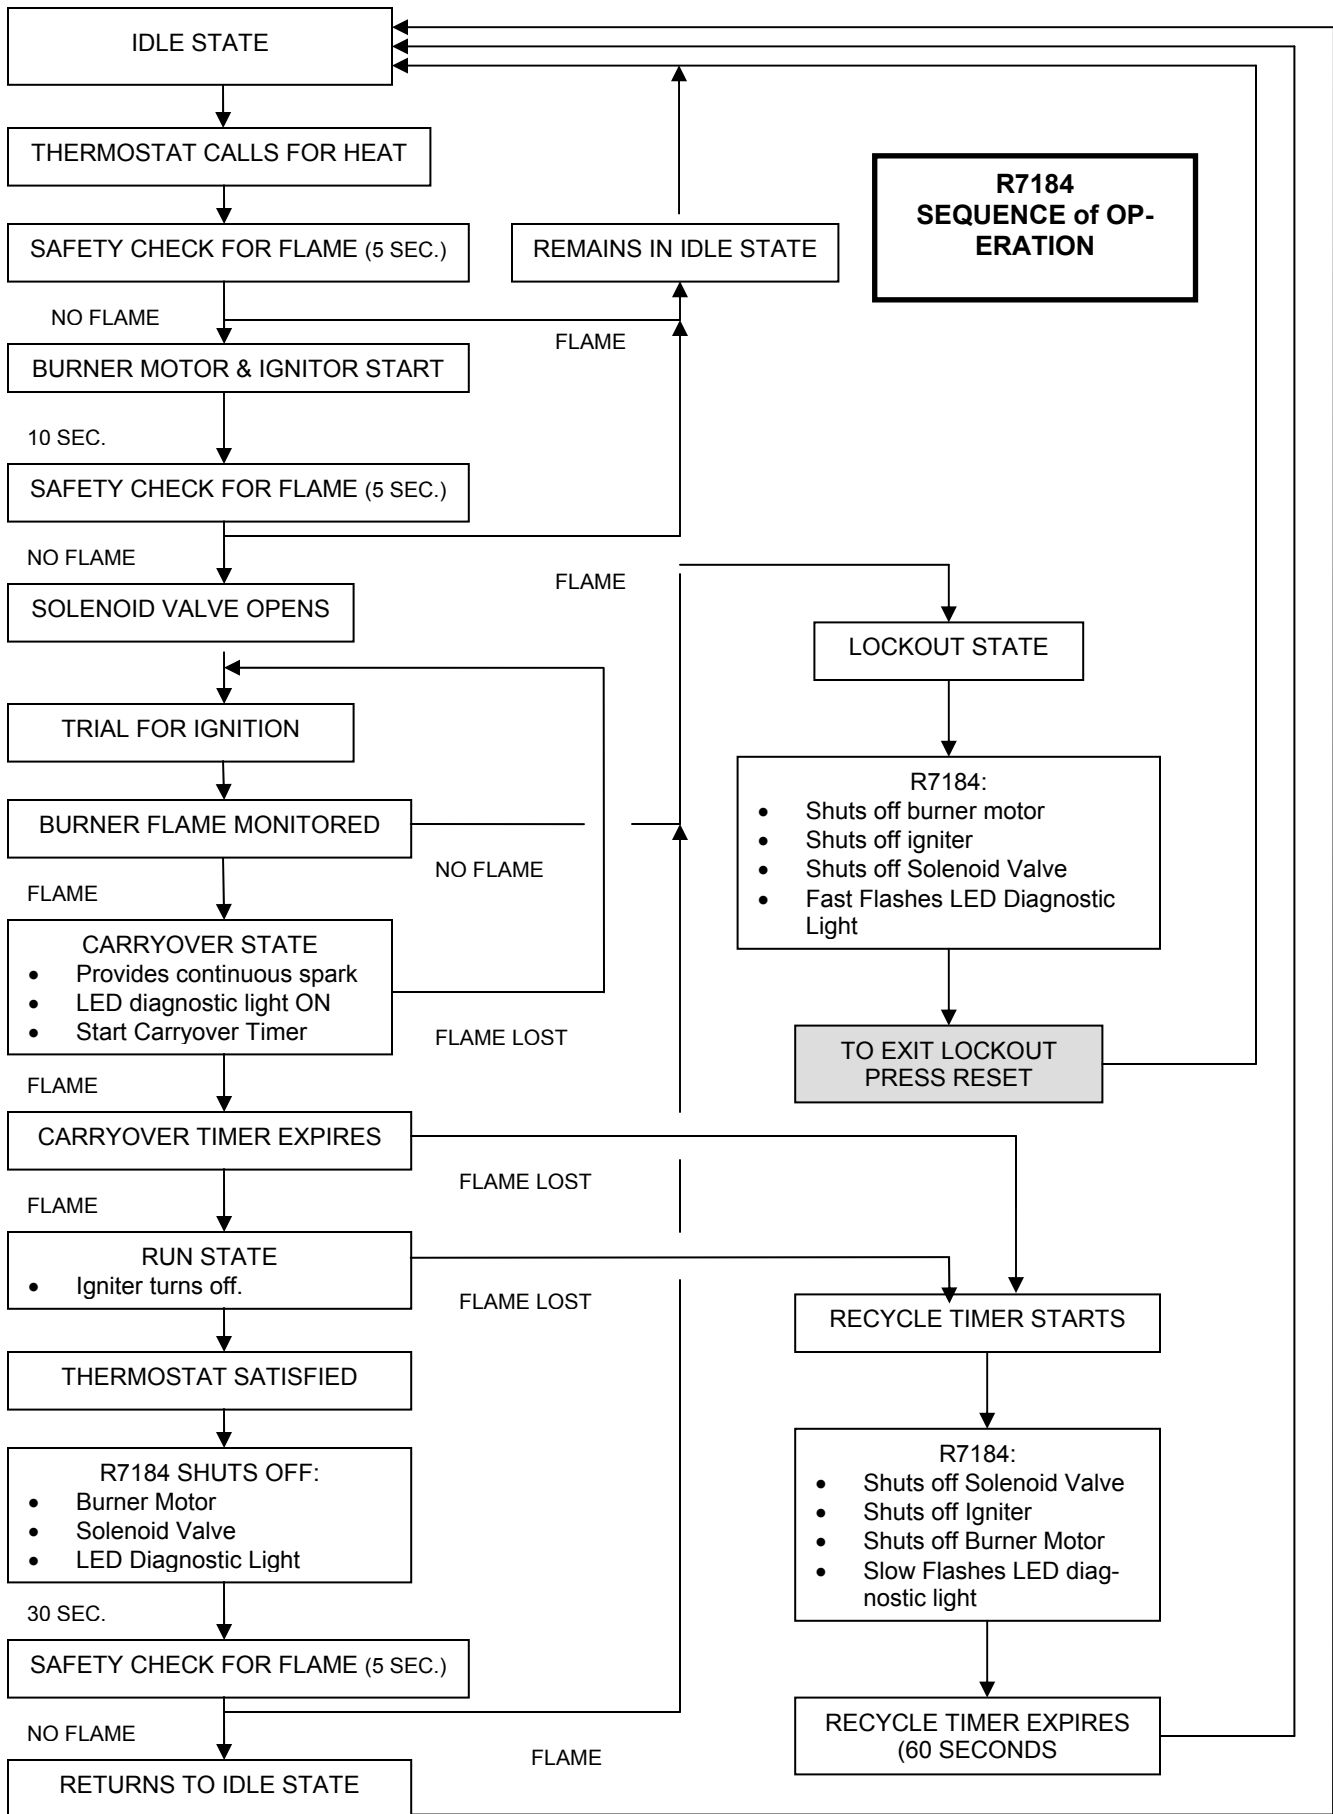 IDLE STATE
THERMOSTAT CALLS FOR HEAT
R7184
SEQUENCE of OP-
ERATION
SAFETY CHECK FOR FLAME (5 SEC.)
REMAINS IN IDLE STATE
NO FLAME
FLAME
BURNER MOTOR & IGNITOR START
10 SEC.
SAFETY CHECK FOR FLAME (5 SEC.)
NO FLAME
FLAME
SOLENOID VALVE OPENS
LOCKOUT STATE
TRIAL FOR IGNITION
R7184:
• Shuts off burner motor
• Shuts off igniter
• Shuts off Solenoid Valve
• Fast Flashes LED Diagnostic
Light
BURNER FLAME MONITORED
NO FLAME
FLAME
CARRYOVER STATE
• Provides continuous spark
• LED diagnostic light ON
• Start Carryover Timer
FLAME LOST
TO EXIT LOCKOUT
PRESS RESET
FLAME
CARRYOVER TIMER EXPIRES
FLAME LOST
FLAME
RUN STATE
• Igniter turns off.
FLAME LOST
RECYCLE TIMER STARTS
THERMOSTAT SATISFIED
R7184 SHUTS OFF:
• Burner Motor
• Solenoid Valve
• LED Diagnostic Light
R7184:
• Shuts off Solenoid Valve
• Shuts off Igniter
• Shuts off Burner Motor
• Slow Flashes LED diag-
nostic light
30 SEC.
SAFETY CHECK FOR FLAME (5 SEC.)
RECYCLE TIMER EXPIRES
(60 SECONDS
NO FLAME
FLAME
RETURNS TO IDLE STATE